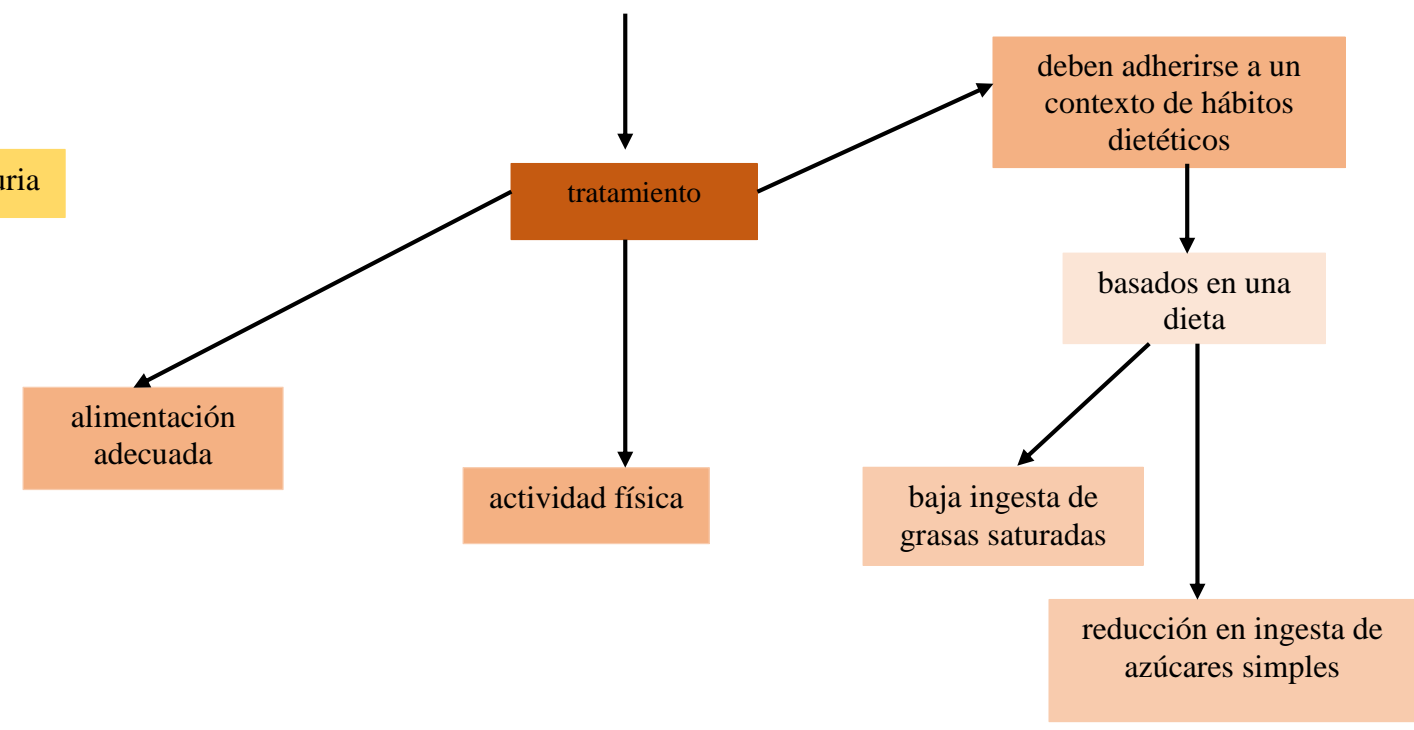 deben adherirse a un
contexto de hábitos
dietéticos
uria
tratamiento
basados en una
dieta
alimentación
adecuada
actividad física
baja ingesta de
grasas saturadas
reducción en ingesta de
azúcares simples